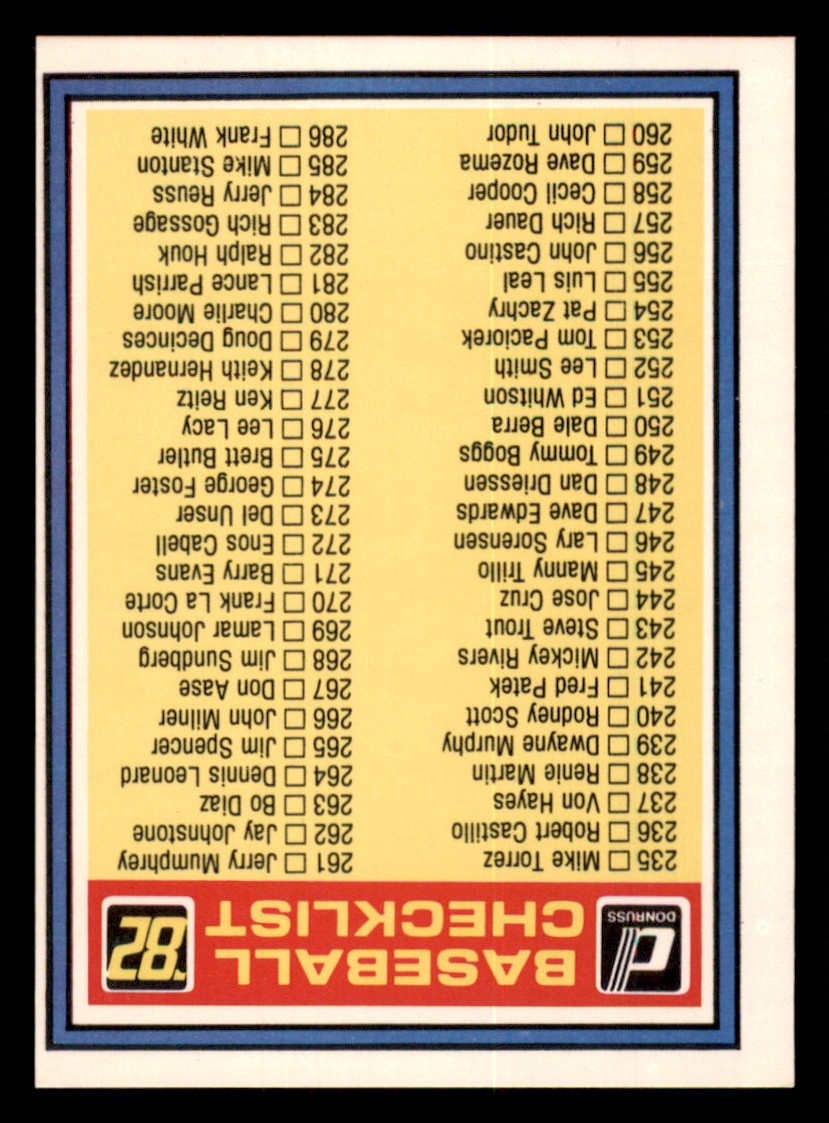 DONRUSS
BASEBALL
CHECKLIST
'82
235 Mike Torrez
236 Robert Castillo
237 Von Hayes
238 Renie Martin
239 Dwayne Murphy
240 Rodney Scott
241 Fred Patek
242 Mickey Rivers
243 Steve Trout
244 Jose Cruz
245 Manny Trillo
246 Lary Sorensen
247 Dave Edwards
248 Dan Driessen
249 Tommy Boggs
250 Dale Berra
251 Ed Whitson
252 Lee Smith
253 Tom Paciorek
254 Pat Zachry
255 Luis Leal
256 John Castino
257 Rich Dauer
258 Cecil Cooper
259 Dave Rozema
260 John Tudor
261 Jerry Mumphrey
262 Jay Johnstone
263 Bo Diaz
264 Dennis Leonard
265 Jim Spencer
266 John Milner
267 Don Aase
268 Jim Sundberg
269 Lamar Johnson
270 Frank La Corte
271 Barry Evans
272 Enos Cabell
273 Del Unser
274 George Foster
275 Brett Butler
276 Lee Lacy
277 Ken Reitz
278 Keith Hernandez
279 Doug Decinces
280 Charlie Moore
281 Lance Parrish
282 Ralph Houk
283 Rich Gossage
284 Jerry Reuss
285 Mike Stanton
286 Frank White